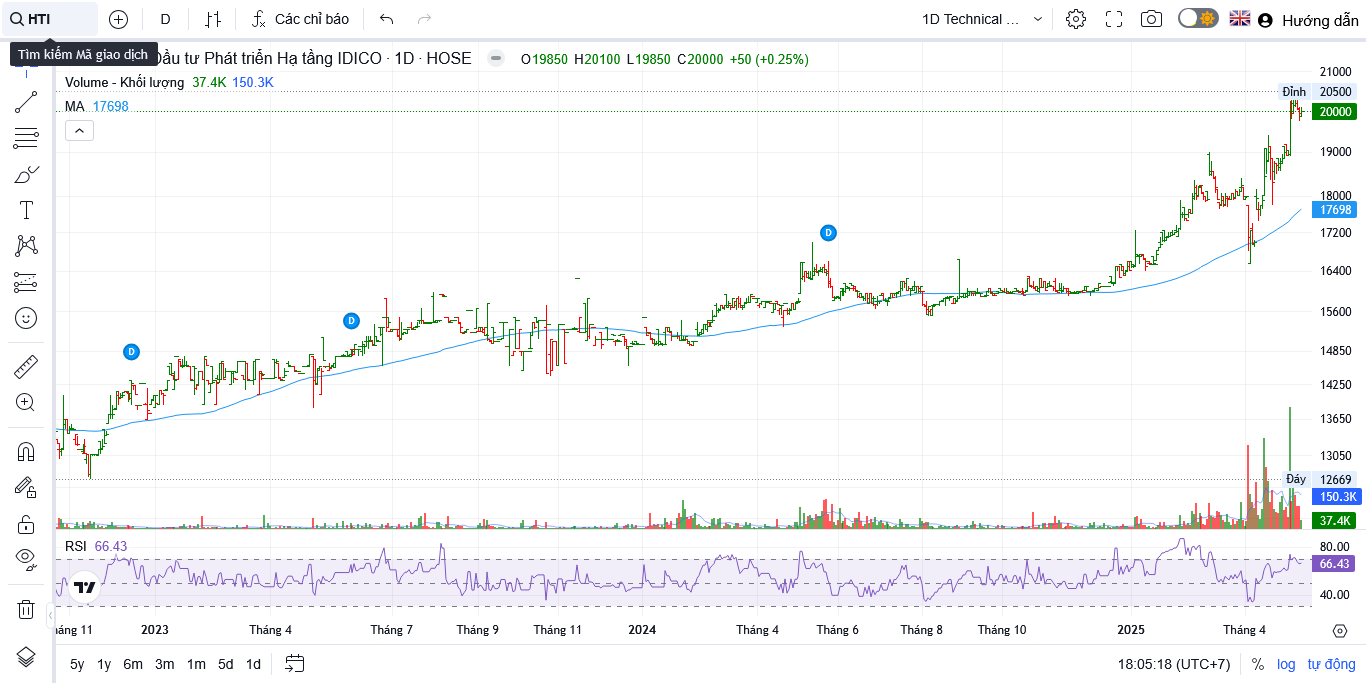 HTI
D
Các chỉ báo
1D Technical ...
Hướng dẫn
Tìm kiếm Mã giao dịch
Đầu tư Phát triển Hạ tầng IDICO · 1D · HOSE
O19850 H20100 L19850 C20000 +50 (+0.25%)
Volume - Khối lượng 37.4K 150.3K
MA 17698
21000
Đỉnh 20500
20000
19000
18000
17698
17200
16400
15600
14850
14250
13650
13050
Đáy 12669
150.3K
37.4K
D
D
D
RSI 66.43
80.00
66.43
40.00
háng 11 2023 Tháng 4 Tháng 7 Tháng 9 Tháng 11 2024 Tháng 4 Tháng 6 Tháng 8 Tháng 10 2025 Tháng 4
5y 1y 6m 3m 1m 5d 1d
18:05:18 (UTC+7) % log tự động